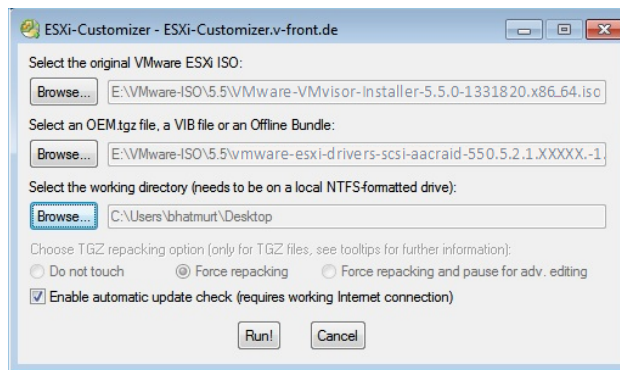 ESXi-Customizer - ESXi-Customizer.v-front.de
Select the original VMware ESXi ISO:
Browse... E:\VMware-ISO\5.5\VMware-VMvisor-Installer-5.5.0-1331820.x86_64.iso
Select an OEM.tgz file, a VIB file or an Offline Bundle:
Browse... E:\VMware-ISO\5.5\vmware-esxi-drivers-scsi-aacraid-550.5.2.1.XXXXX.-1.
Select the working directory (needs to be on a local NTFS-formatted drive):
Browse... C:\Users\bhatmurt\Desktop
Choose TGZ repacking option (only for TGZ files, see tooltips for further information):
Do not touch Force repacking Force repacking and pause for adv. editing
Enable automatic update check (requires working Internet connection)
Run! Cancel